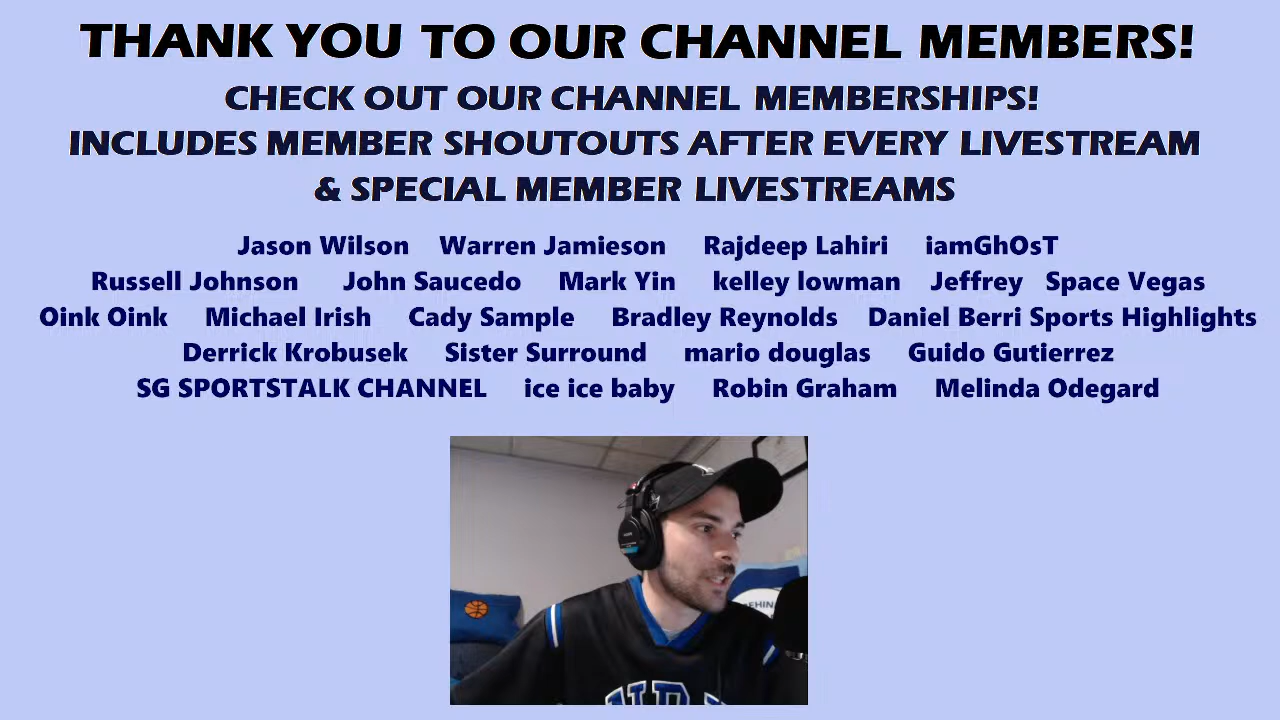 THANK YOU TO OUR CHANNEL MEMBERS!
CHECK OUT OUR CHANNEL MEMBERSHIPS!
INCLUDES MEMBER SHOUTOUTS AFTER EVERY LIVESTREAM
& SPECIAL MEMBER LIVESTREAMS
Jason Wilson Warren Jamieson Rajdeep Lahiri iamGhOsT
Russell Johnson John Saucedo Mark Yin kelley lowman Jeffrey Space Vegas
Oink Oink Michael Irish Cady Sample Bradley Reynolds Daniel Berri Sports Highlights
Derrick Krobusek Sister Surround mario douglas Guido Gutierrez
SG SPORTSTALK CHANNEL ice ice baby Robin Graham Melinda Odegard